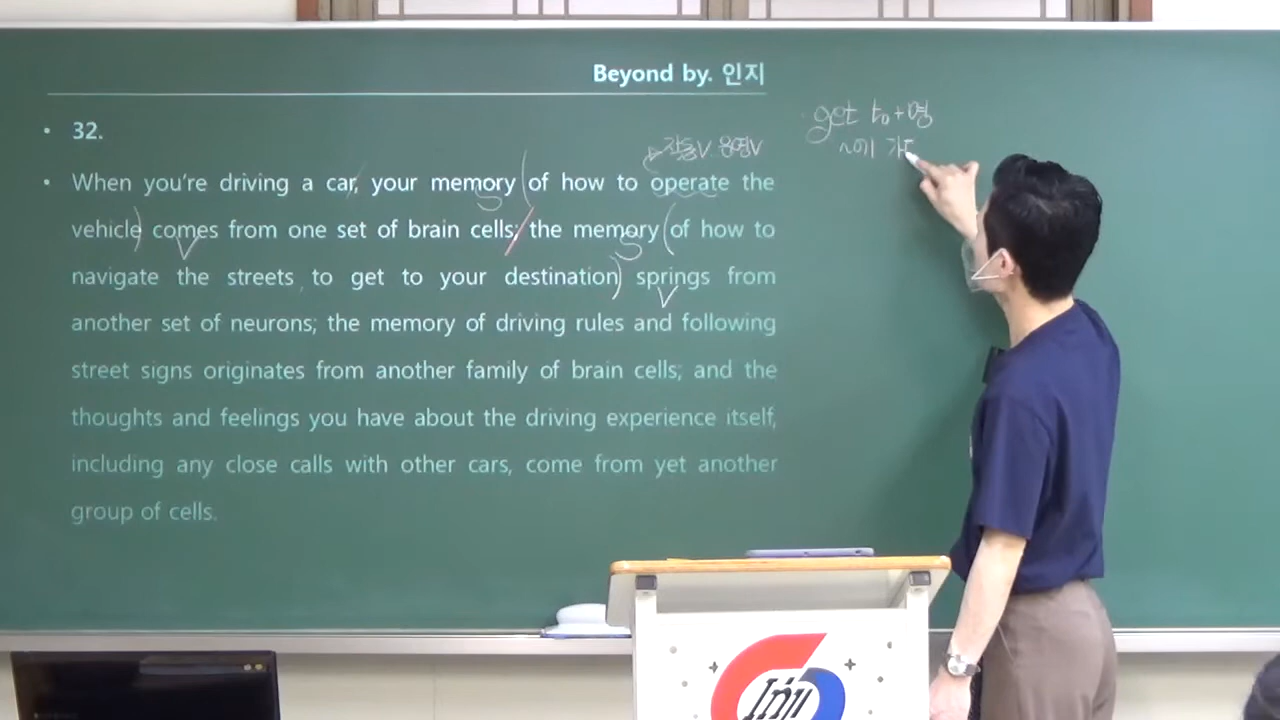 Beyond by. 인지
• 32.
get to+명
~에 가
작동V 운영V
• When you're driving a car, your memory of how to operate the
vehicle comes from one set of brain cells; the memory of how to
navigate the streets to get to your destination springs from
another set of neurons; the memory of driving rules and following
street signs originates from another family of brain cells; and the
thoughts and feelings you have about the driving experience itself,
including any close calls with other cars, come from yet another
group of cells.